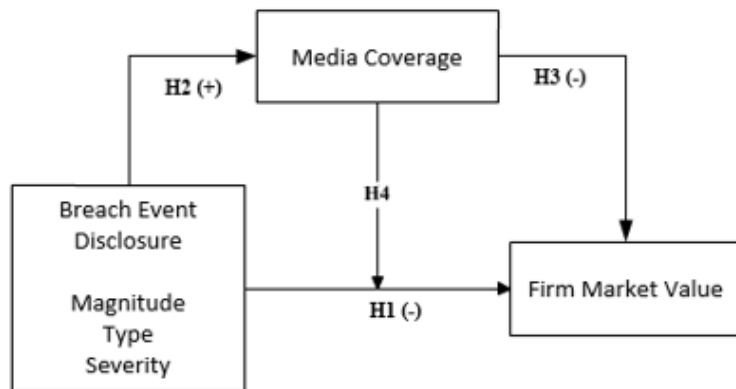 Media Coverage
H2 (+)
H3 (-)
H4
Breach Event
Disclosure
Magnitude
Type
Severity
Firm Market Value
H1 (-)